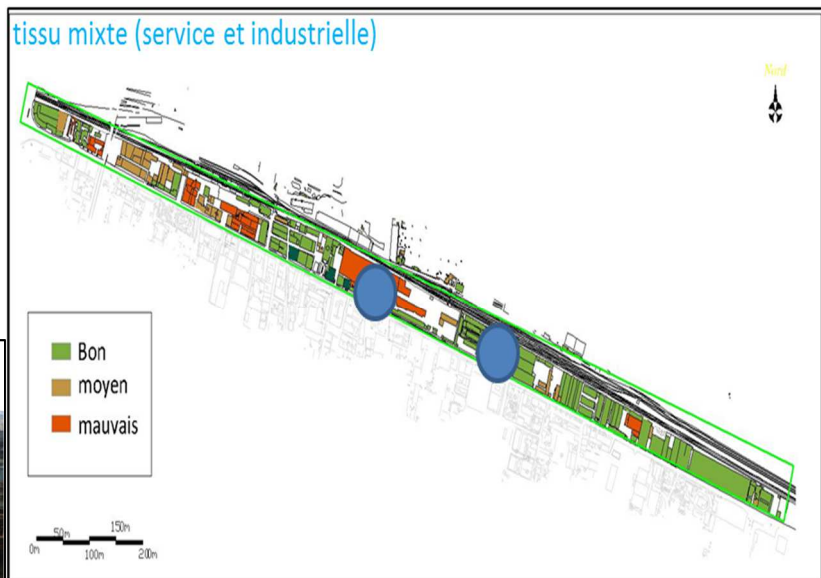 tissu mixte (service et industrielle)
Nord
Bon
moyen
mauvais
50m 150m
0m 100m 200m